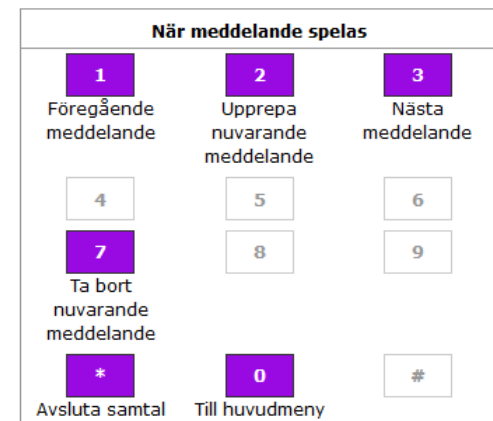 När meddelande spelas
1 2 3
Föregående Upprepa Nästa
meddelande nuvarande meddelande
meddelande
4 5 6
7 8 9
Ta bort
nuvarande
meddelande
* 0 #
Avsluta samtal Till huvudmeny